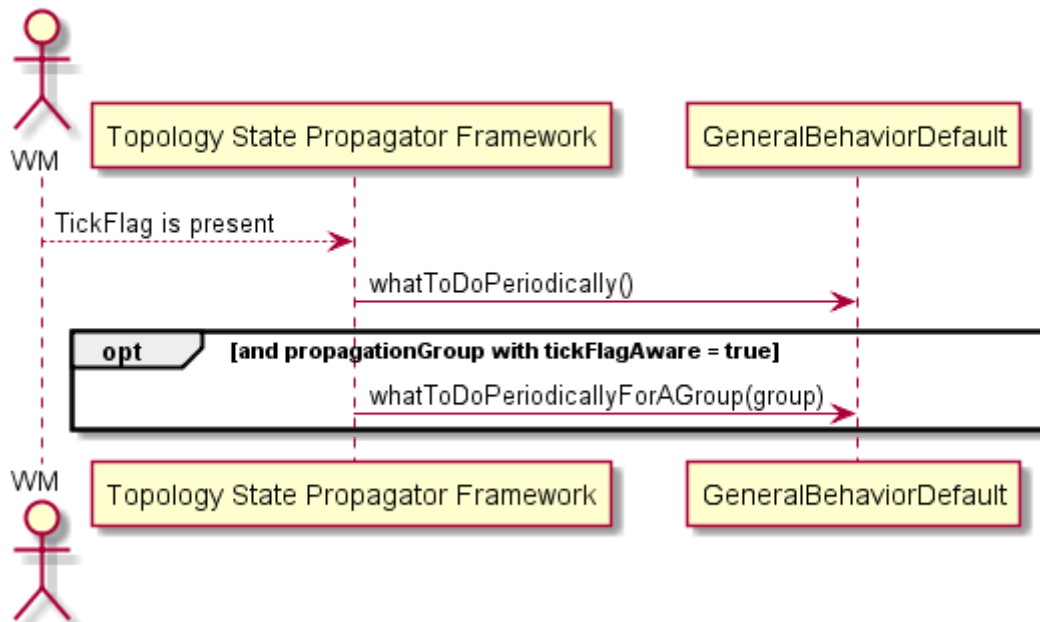 WM
Topology State Propagator Framework
GeneralBehaviorDefault
TickFlag is present
whatToDoPeriodically()
opt [and propagationGroup with tickFlagAware = true]
whatToDoPeriodicallyForAGroup(group)
WM
Topology State Propagator Framework
GeneralBehaviorDefault